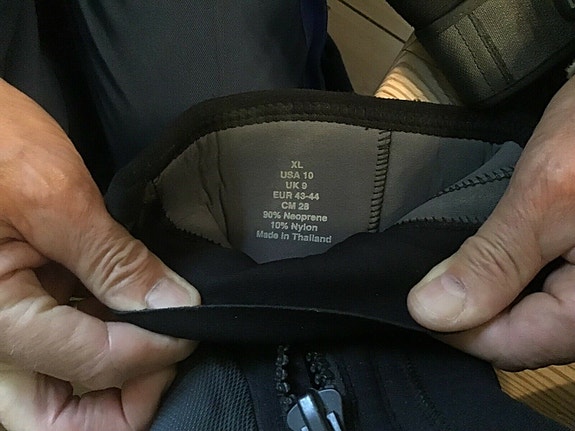 XL
USA 10
UK 9
EUR 43-44
CM 28
90% Neoprene
10% Nylon
Made in Thailand